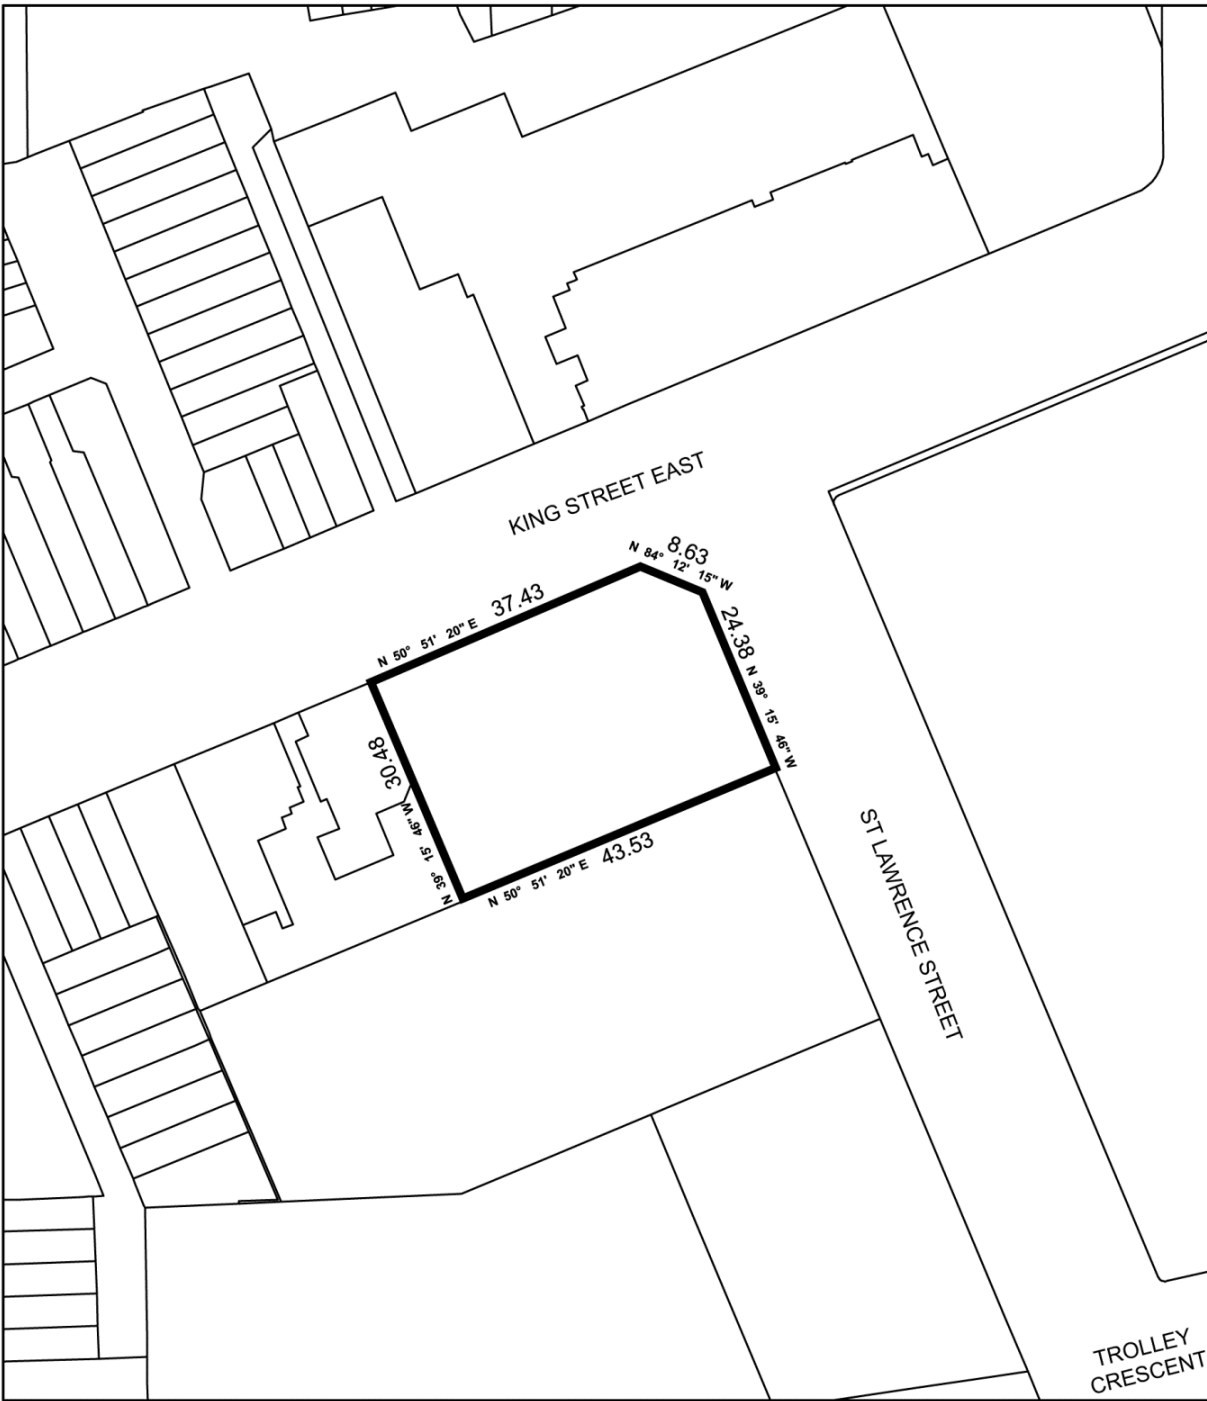 KING STREET EAST
8.63
N 84° 12' 15" W
37.43
N 50° 51' 20" E
24.38
N 39° 15' 46" W
30.48
N 39° 15' 46" W
43.53
N 50° 51' 20" E
ST LAWRENCE STREET
TROLLEY
CRESCENT